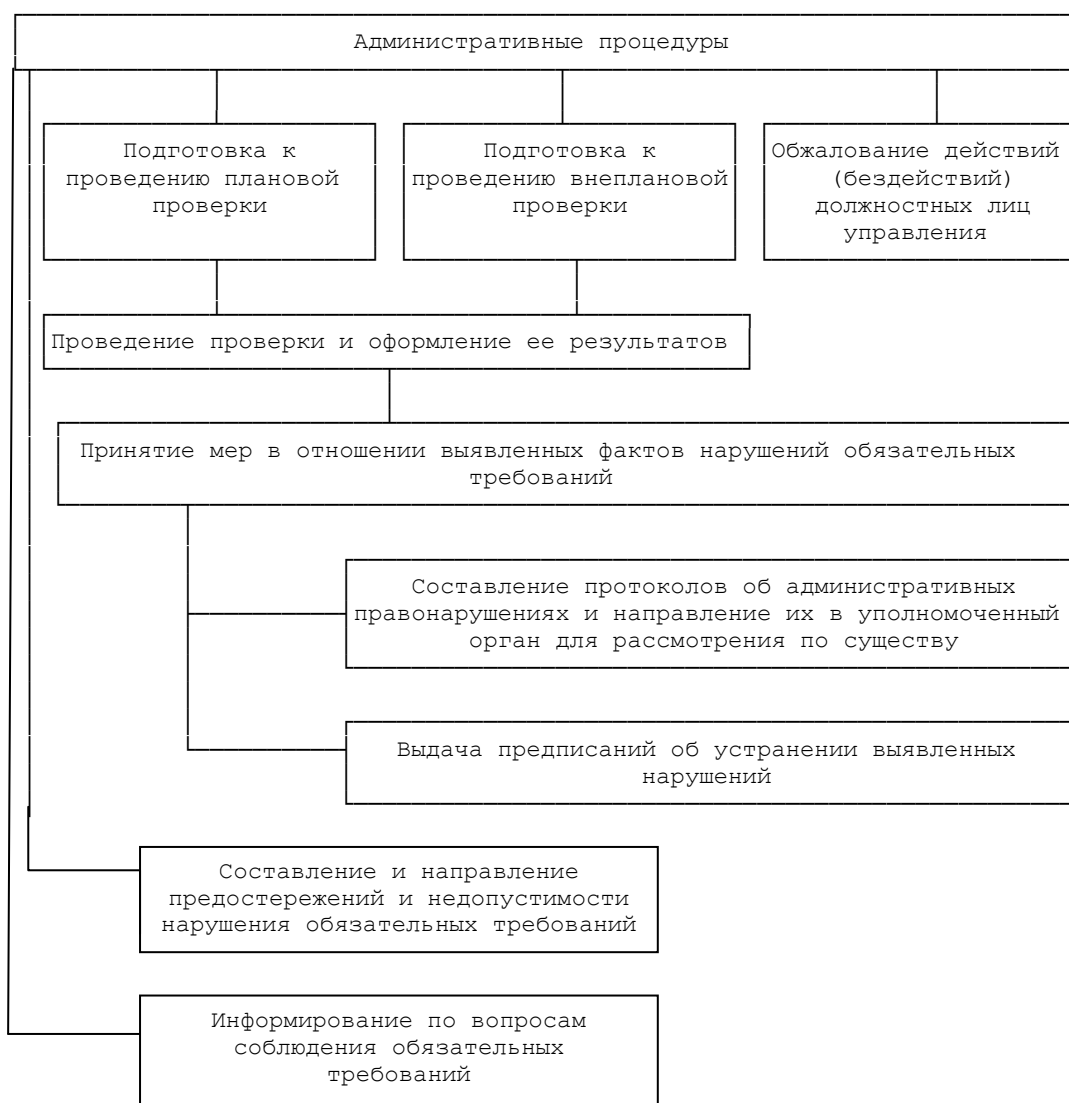 Административные процедуры
Подготовка к
проведению плановой
проверки
Подготовка к
проведению внеплановой
проверки
Обжалование действий
(бездействий)
должностных лиц
управления
Проведение проверки и оформление ее результатов
Принятие мер в отношении выявленных фактов нарушений обязательных
требований
Составление протоколов об административных
правонарушениях и направление их в уполномоченный
орган для рассмотрения по существу
Выдача предписаний об устранении выявленных
нарушений
Составление и направление
предостережений и недопустимости
нарушения обязательных требований
Информирование по вопросам
соблюдения обязательных
требований